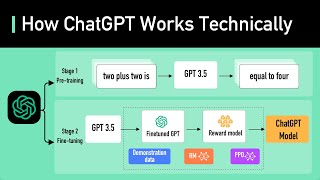 How ChatGPT Works Technically
Stage 1
Pre-training
two plus two is
GPT 3.5
equal to four
Stage 2
Fine-tuning
GPT 3.5
Finetuned GPT
Reward model
ChatGPT
Model
Demonstration
data
RM
PPO